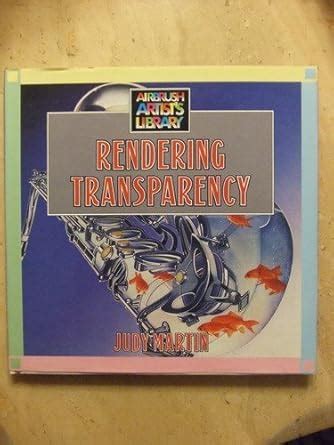 AIRBRUSH
ARTIST'S
LIBRARY
RENDERING
TRANSPARENCY
JUDY MARTIN